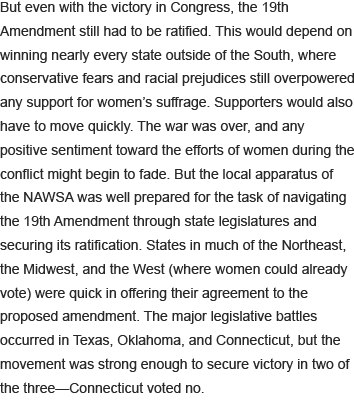 But even with the victory in Congress, the 19th
Amendment still had to be ratified. This would depend on
winning nearly every state outside of the South, where
conservative fears and racial prejudices still overpowered
any support for women’s suffrage. Supporters would also
have to move quickly. The war was over, and any
positive sentiment toward the efforts of women during the
conflict might begin to fade. But the local apparatus of
the NAWSA was well prepared for the task of navigating
the 19th Amendment through state legislatures and
securing its ratification. States in much of the Northeast,
the Midwest, and the West (where women could already
vote) were quick in offering their agreement to the
proposed amendment. The major legislative battles
occurred in Texas, Oklahoma, and Connecticut, but the
movement was strong enough to secure victory in two of
the three—Connecticut voted no.